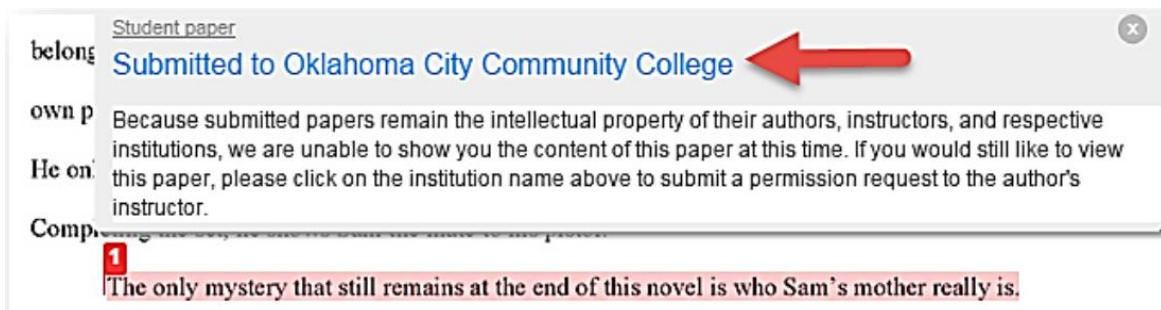 Student paper
belong
Submitted to Oklahoma City Community College
own p
Because submitted papers remain the intellectual property of their authors, instructors, and respective
institutions, we are unable to show you the content of this paper at this time. If you would still like to view
He on
this paper, please click on the institution name above to submit a permission request to the author's
instructor.
1
The only mystery that still remains at the end of this novel is who Sam's mother really is.